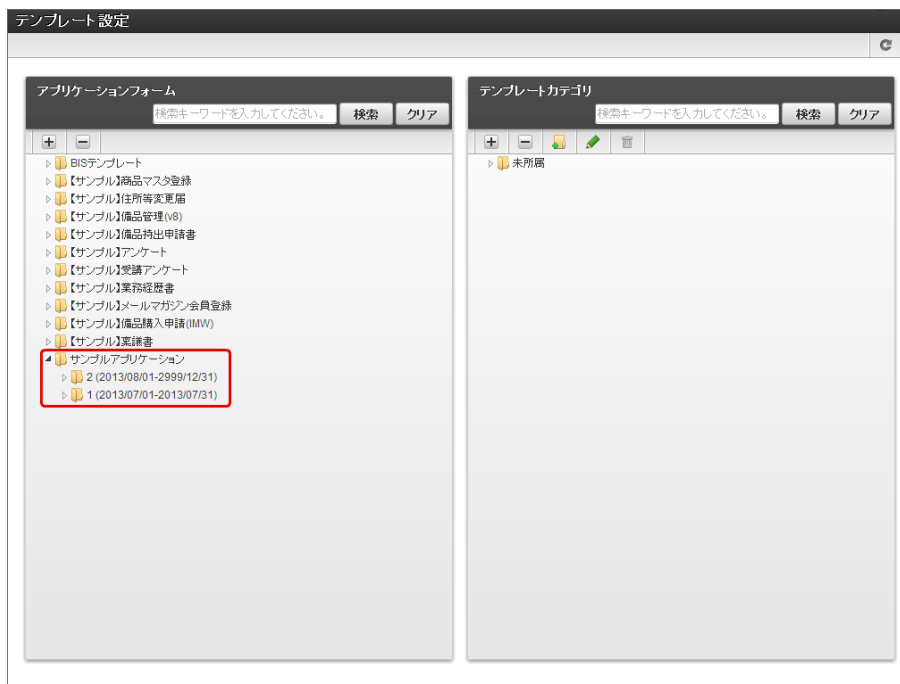 テンプレート設定
アプリケーションフォーム
検索キーワードを入力してください。 検索 クリア
BISテンプレート
【サンプル】商品マスタ登録
【サンプル】住所等変更届
【サンプル】備品管理(v8)
【サンプル】備品持出申請書
【サンプル】アンケート
【サンプル】受講アンケート
【サンプル】業務経歴書
【サンプル】メールマガジン会員登録
【サンプル】備品購入申請(IMW)
【サンプル】稟議書
サンプルアプリケーション
2 (2013/08/01-2999/12/31)
1 (2013/07/01-2013/07/31)
テンプレートカテゴリ
検索キーワードを入力してください。 検索 クリア
未所属